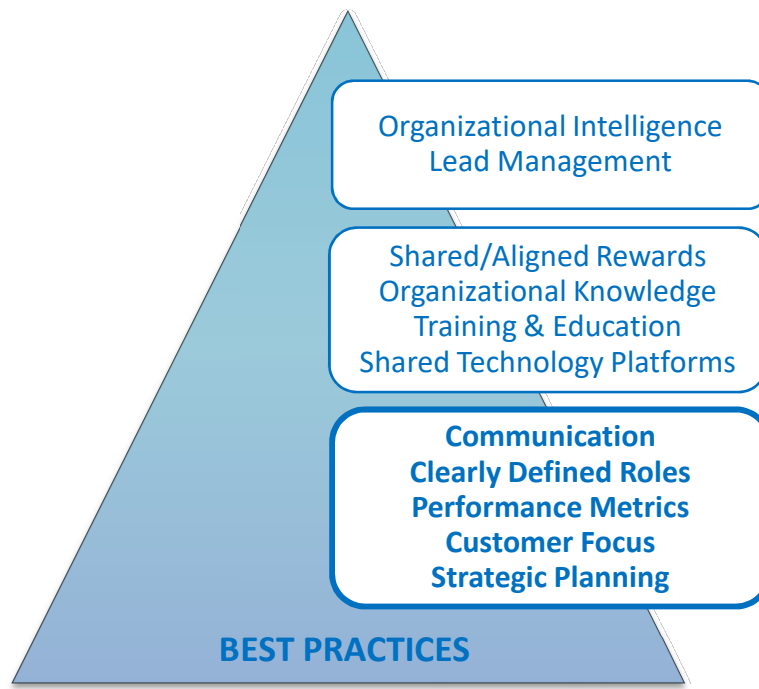 Organizational Intelligence
Lead Management
Shared/Aligned Rewards
Organizational Knowledge
Training & Education
Shared Technology Platforms
Communication
Clearly Defined Roles
Performance Metrics
Customer Focus
Strategic Planning
BEST PRACTICES